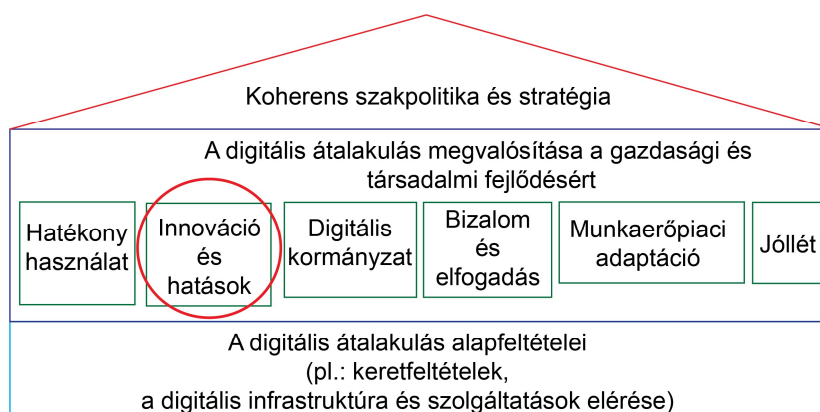 Koherens szakpolitika és stratégia
A digitális átalakulás megvalósítása a gazdasági és
társadalmi fejlődésért
Hatékony
használat
Innováció
és
hatások
Digitális
kormányzat
Bizalom
és
elfogadás
Munkaerőpiaci
adaptáció
Jóllét
A digitális átalakulás alapfeltételei
(pl.: keretfeltételek,
a digitális infrastruktúra és szolgáltatások elérése)